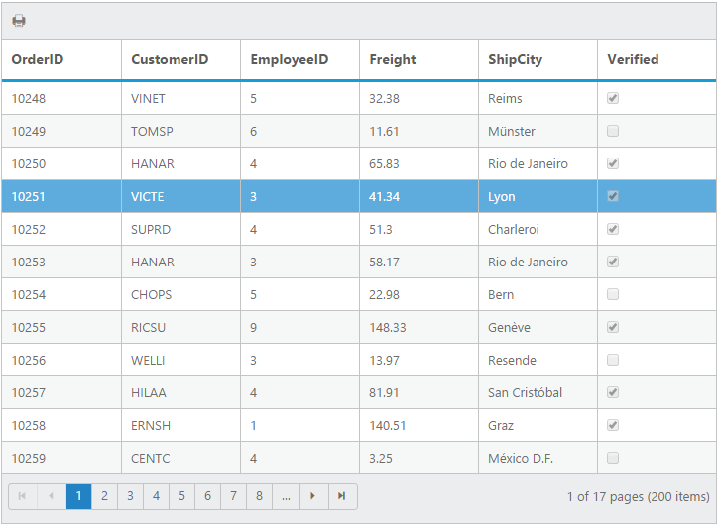 OrderID CustomerID EmployeeID Freight ShipCity Verified
10248 VINET 5 32.38 Reims
10249 TOMSP 6 11.61 Münster
10250 HANAR 4 65.83 Rio de Janeiro
10251 VICTE 3 41.34 Lyon
10252 SUPRD 4 51.3 Charleroi
10253 HANAR 3 58.17 Rio de Janeiro
10254 CHOPS 5 22.98 Bern
10255 RICSU 9 148.33 Genève
10256 WELLI 3 13.97 Resende
10257 HILAA 4 81.91 San Cristóbal
10258 ERNSH 1 140.51 Graz
10259 CENTC 4 3.25 México D.F.
1 2 3 4 5 6 7 8 ... 1 of 17 pages (200 items)